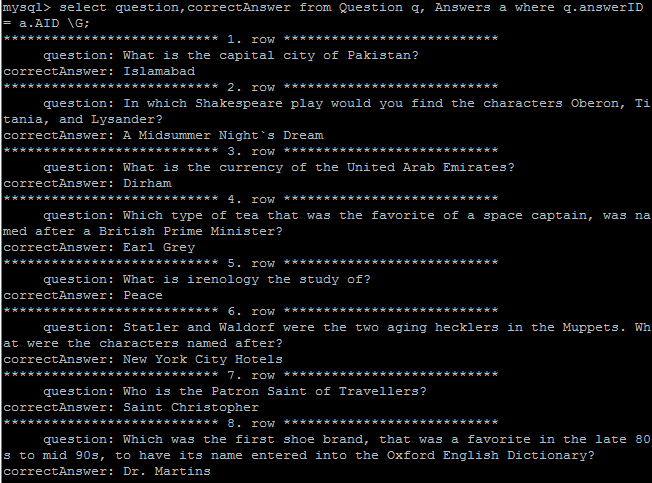 mysql> select question,correctAnswer from Question q, Answers a where q.answerID
= a.AID \G;
*************************** 1. row ***************************
     question: What is the capital city of Pakistan?
correctAnswer: Islamabad
*************************** 2. row ***************************
     question: In which Shakespeare play would you find the characters Oberon, Ti
tania, and Lysander?
correctAnswer: A Midsummer Night`s Dream
*************************** 3. row ***************************
     question: What is the currency of the United Arab Emirates?
correctAnswer: Dirham
*************************** 4. row ***************************
     question: Which type of tea that was the favorite of a space captain, was na
med after a British Prime Minister?
correctAnswer: Earl Grey
*************************** 5. row ***************************
     question: What is irenology the study of?
correctAnswer: Peace
*************************** 6. row ***************************
     question: Statler and Waldorf were the two aging hecklers in the Muppets. Wh
at were the characters named after?
correctAnswer: New York City Hotels
*************************** 7. row ***************************
     question: Who is the Patron Saint of Travellers?
correctAnswer: Saint Christopher
*************************** 8. row ***************************
     question: Which was the first shoe brand, that was a favorite in the late 80
s to mid 90s, to have its name entered into the Oxford English Dictionary?
correctAnswer: Dr. Martins